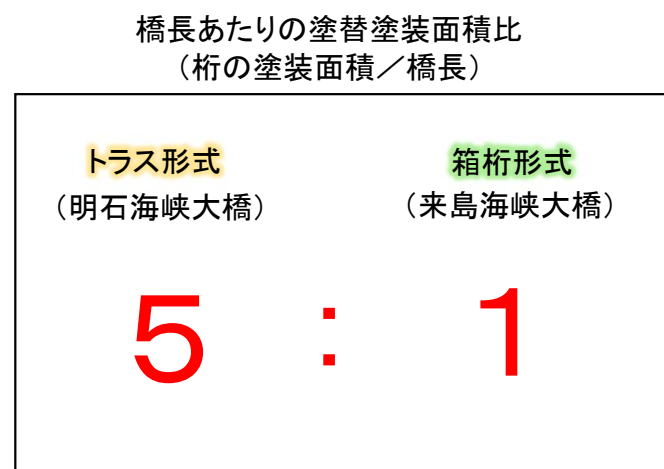 橋長あたりの塗替塗装面積比
（桁の塗装面積／橋長）
トラス形式 箱桁形式
（明石海峡大橋） （来島海峡大橋）
５ ： １